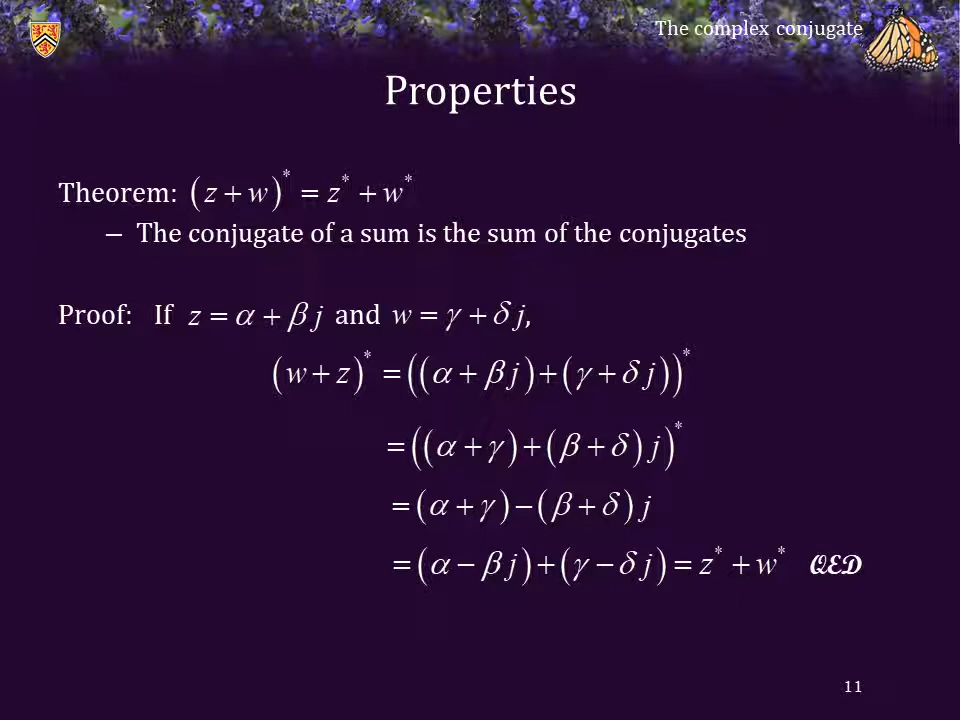 The complex conjugate
Properties
Theorem: (z + w)* = z* + w*
– The conjugate of a sum is the sum of the conjugates
Proof: If z = α + β j and w = γ + δ j,
(w + z)* = ((α + β j) + (γ + δ j))*
= ((α + γ) + (β + δ) j)*
= (α + γ) − (β + δ) j
= (α − β j) + (γ − δ j) = z* + w* QED
11